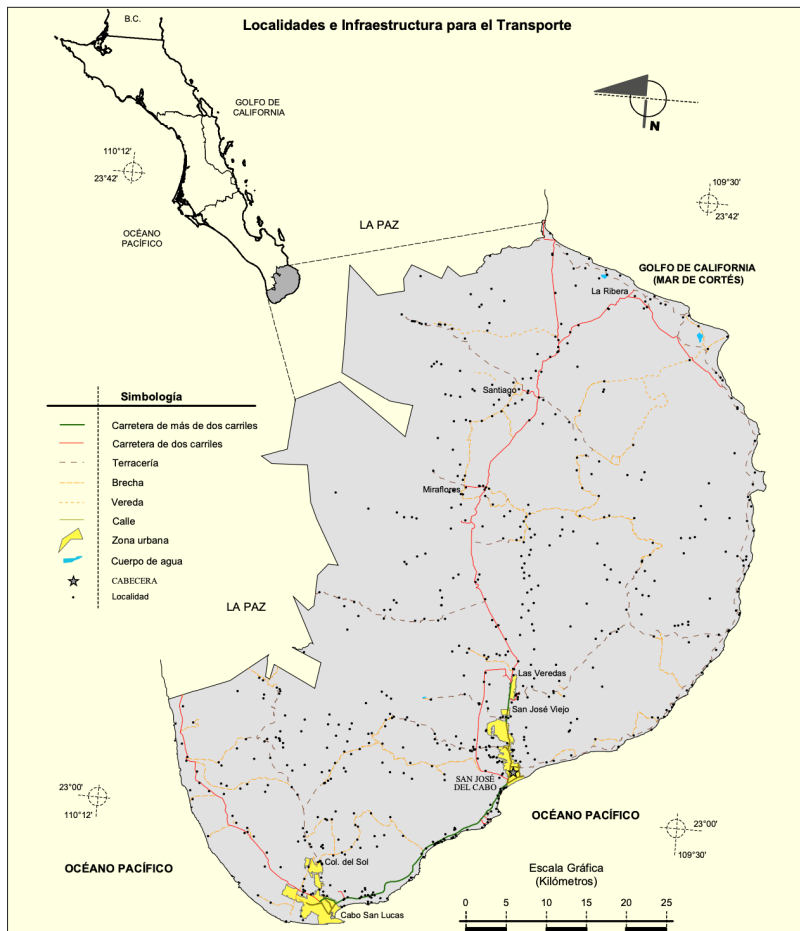 Localidades e Infraestructura para el Transporte
B.C.
GOLFO DE
CALIFORNIA
N
110°12'
23°42'
109°30'
23°42'
OCÉANO
PACÍFICO
LA PAZ
GOLFO DE CALIFORNIA
(MAR DE CORTÉS)
La Ribera
Santiago
Miraflores
Simbología
Carretera de más de dos carriles
Carretera de dos carriles
Terracería
Brecha
Vereda
Calle
Zona urbana
Cuerpo de agua
CABECERA
Localidad
LA PAZ
Las Veredas
San José Viejo
SAN JOSÉ
DEL CABO
23°00'
110°12'
OCÉANO PACÍFICO
23°00'
109°30'
OCÉANO PACÍFICO
Col. del Sol
Cabo San Lucas
Escala Gráfica
(Kilómetros)
0 5 10 15 20 25